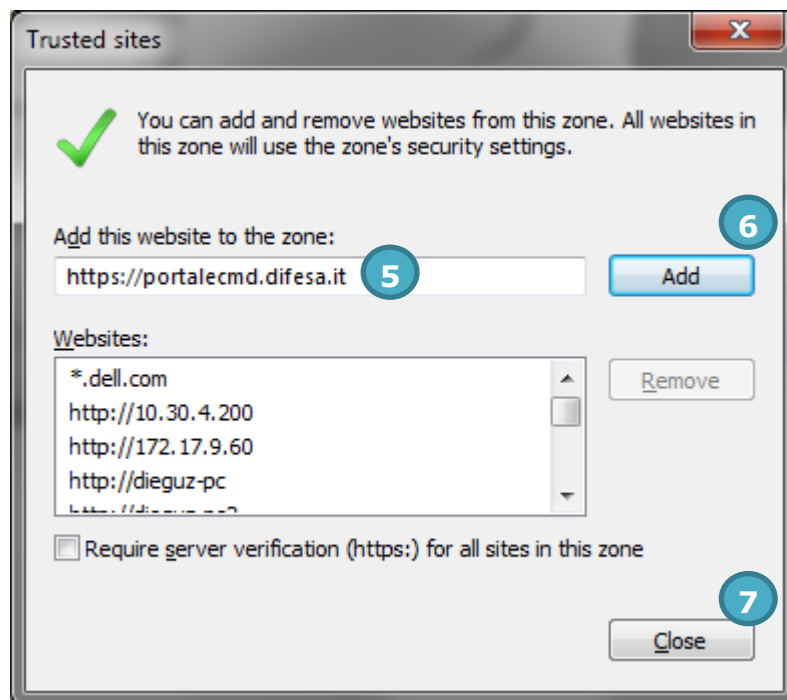 Trusted sites
X
You can add and remove websites from this zone. All websites in
this zone will use the zone's security settings.
6
Add this website to the zone:
https://portalecmd.difesa.it 5 Add
Websites:
*.dell.com
Remove
http://10.30.4.200
http://172.17.9.60
http://dieguz-pc
Require server verification (https:) for all sites in this zone
7
Close